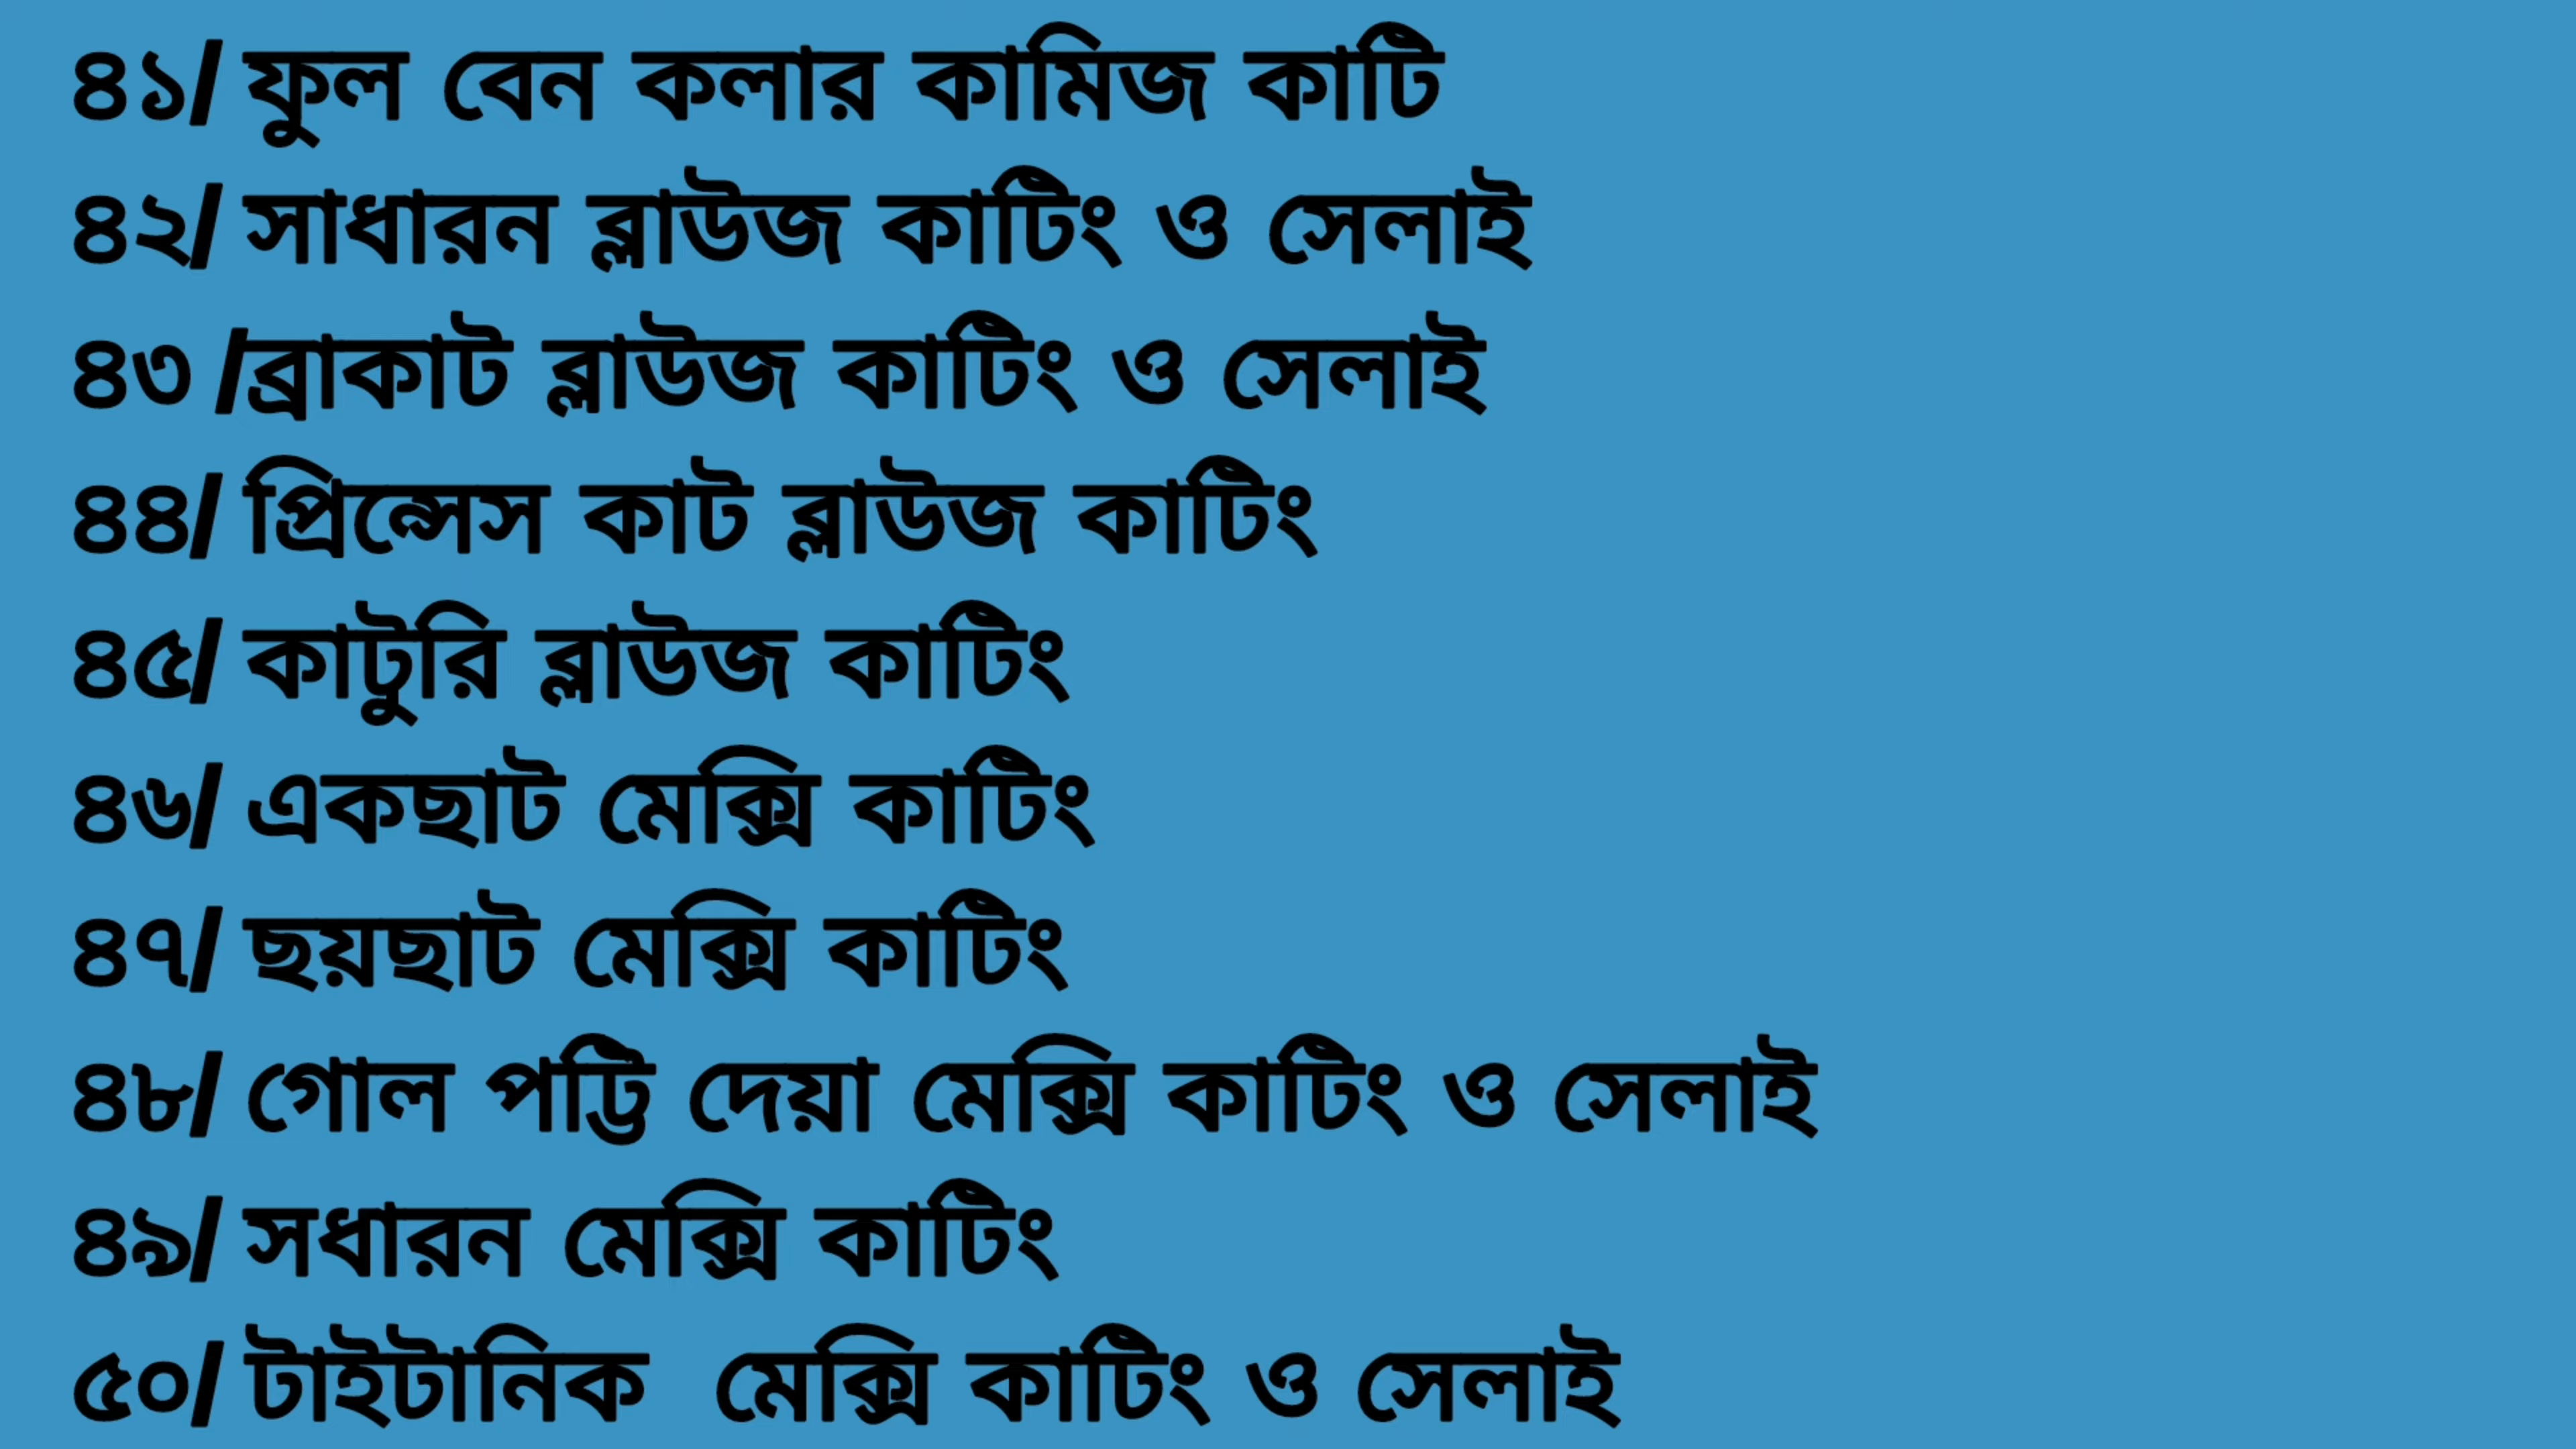 ৪১/ ফুল বেন কলার কামিজ কাটি
৪২/ সাধারন ব্লাউজ কাটিং ও সেলাই
৪৩ /ব্রাকাট ব্লাউজ কাটিং ও সেলাই
৪৪/ প্রিন্সেস কাট ব্লাউজ কাটিং
৪৫/ কাটুরি ব্লাউজ কাটিং
৪৬/ একছাট মেক্সি কাটিং
৪৭/ ছয়ছাট মেক্সি কাটিং
৪৮/ গোল পট্টি দেয়া মেক্সি কাটিং ও সেলাই
৪৯/ সধারন মেক্সি কাটিং
৫০/ টাইটানিক মেক্সি কাটিং ও সেলাই